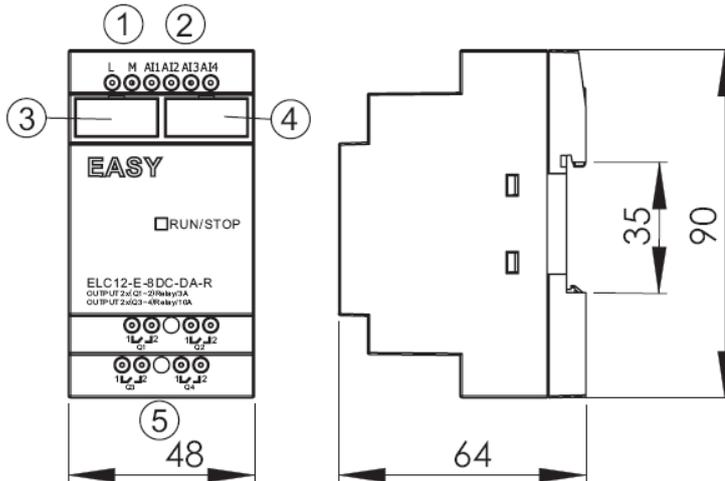 ① ②
L M AI1 AI2 AI3 AI4
③ ④
EASY
RUN/STOP
ELC12-E-8DC-DA-R
OUTPUT 2x(Q1~2)Relay/3A
OUTPUT 2x(Q3~4)Relay/10A
1 2 1 2
Q1 Q2
1 2 1 2
Q3 Q4
⑤
48
64
35
90